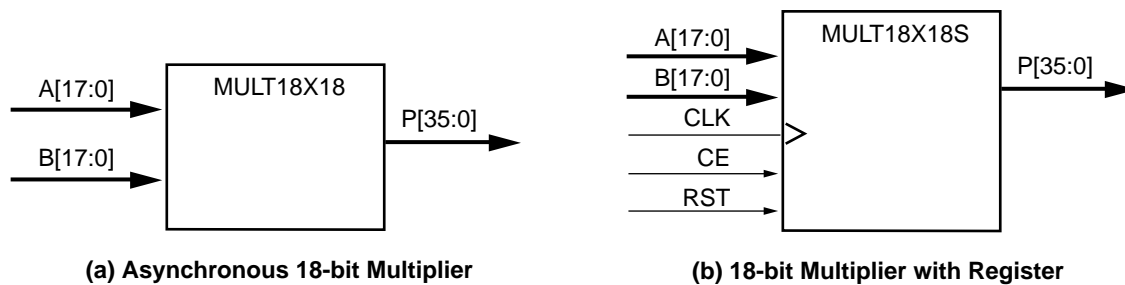 MULT18X18
A[17:0]
B[17:0]
P[35:0]
(a) Asynchronous 18-bit Multiplier
MULT18X18S
A[17:0]
B[17:0]
CLK
CE
RST
P[35:0]
(b) 18-bit Multiplier with Register